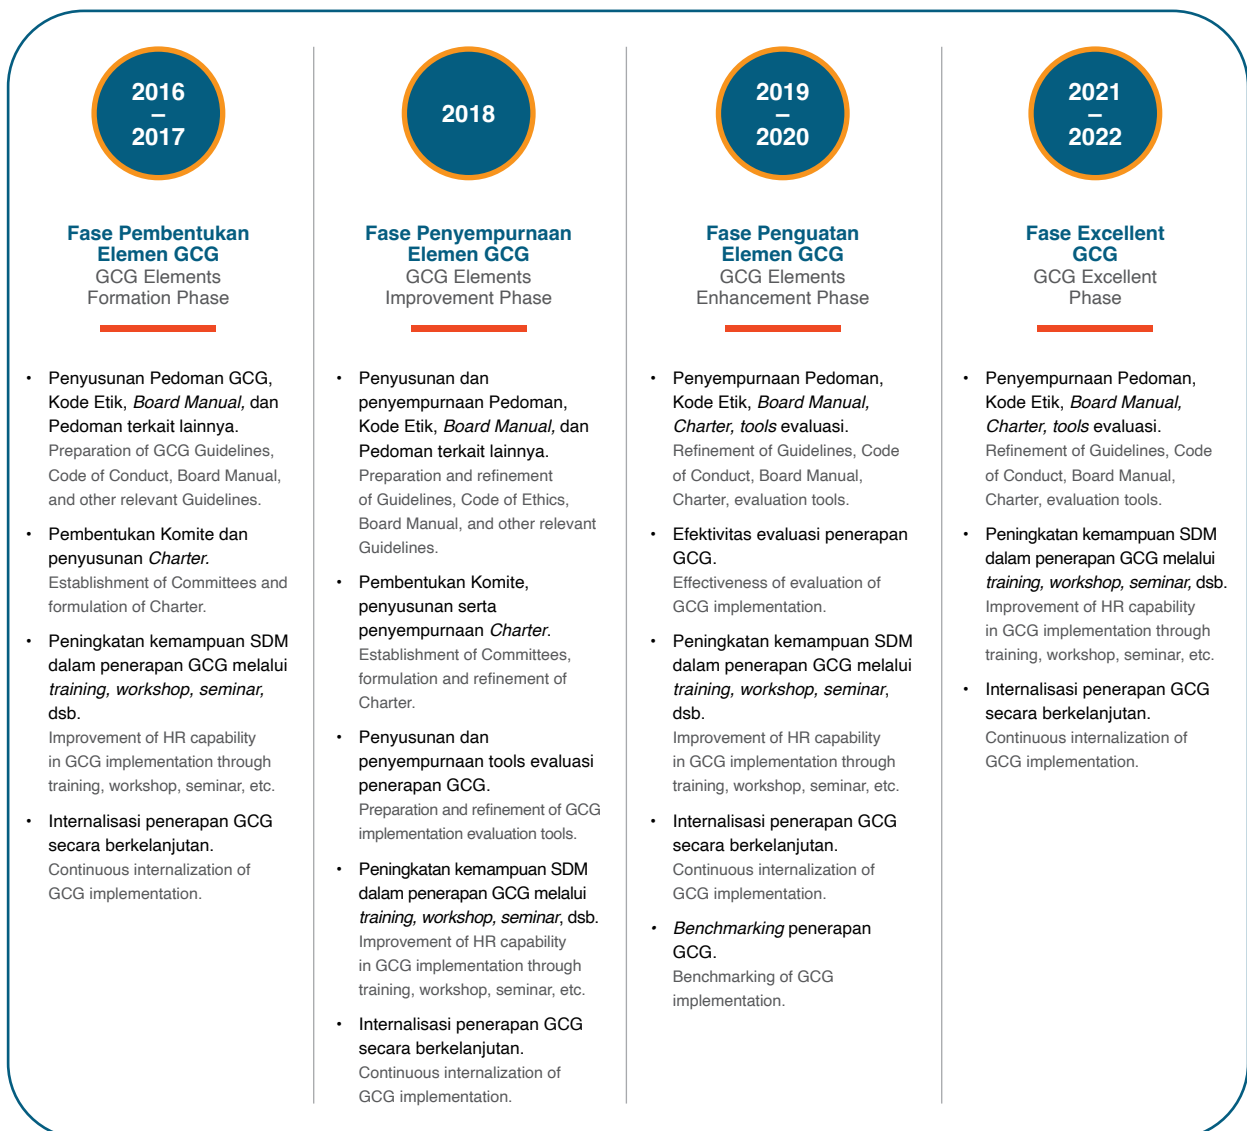 2016
–
2017
Fase Pembentukan
Elemen GCG
GCG Elements
Formation Phase
• Penyusunan Pedoman GCG,
Kode Etik, Board Manual, dan
Pedoman terkait lainnya.
Preparation of GCG Guidelines,
Code of Conduct, Board Manual,
and other relevant Guidelines.
• Pembentukan Komite dan
penyusunan Charter.
Establishment of Committees and
formulation of Charter.
• Peningkatan kemampuan SDM
dalam penerapan GCG melalui
training, workshop, seminar,
dsb.
Improvement of HR capability
in GCG implementation through
training, workshop, seminar, etc.
• Internalisasi penerapan GCG
secara berkelanjutan.
Continuous internalization of
GCG implementation.
2018
Fase Penyempurnaan
Elemen GCG
GCG Elements
Improvement Phase
• Penyusunan dan
penyempurnaan Pedoman,
Kode Etik, Board Manual, dan
Pedoman terkait lainnya.
Preparation and refinement
of Guidelines, Code of Ethics,
Board Manual, and other relevant
Guidelines.
• Pembentukan Komite,
penyusunan serta
penyempurnaan Charter.
Establishment of Committees,
formulation and refinement of
Charter.
• Penyusunan dan
penyempurnaan tools evaluasi
penerapan GCG.
Preparation and refinement of GCG
implementation evaluation tools.
• Peningkatan kemampuan SDM
dalam penerapan GCG melalui
training, workshop, seminar, dsb.
Improvement of HR capability
in GCG implementation through
training, workshop, seminar, etc.
• Internalisasi penerapan GCG
secara berkelanjutan.
Continuous internalization of
GCG implementation.
2019
–
2020
Fase Penguatan
Elemen GCG
GCG Elements
Enhancement Phase
• Penyempurnaan Pedoman,
Kode Etik, Board Manual,
Charter, tools evaluasi.
Refinement of Guidelines, Code
of Conduct, Board Manual,
Charter, evaluation tools.
• Efektivitas evaluasi penerapan
GCG.
Effectiveness of evaluation of
GCG implementation.
• Peningkatan kemampuan SDM
dalam penerapan GCG melalui
training, workshop, seminar,
dsb.
Improvement of HR capability
in GCG implementation through
training, workshop, seminar, etc.
• Internalisasi penerapan GCG
secara berkelanjutan.
Continuous internalization of
GCG implementation.
• Benchmarking penerapan
GCG.
Benchmarking of GCG
implementation.
2021
–
2022
Fase Excellent
GCG
GCG Excellent
Phase
• Penyempurnaan Pedoman,
Kode Etik, Board Manual,
Charter, tools evaluasi.
Refinement of Guidelines, Code
of Conduct, Board Manual,
Charter, evaluation tools.
• Peningkatan kemampuan SDM
dalam penerapan GCG melalui
training, workshop, seminar, dsb.
Improvement of HR capability
in GCG implementation through
training, workshop, seminar, etc.
• Internalisasi penerapan GCG
secara berkelanjutan.
Continuous internalization of
GCG implementation.